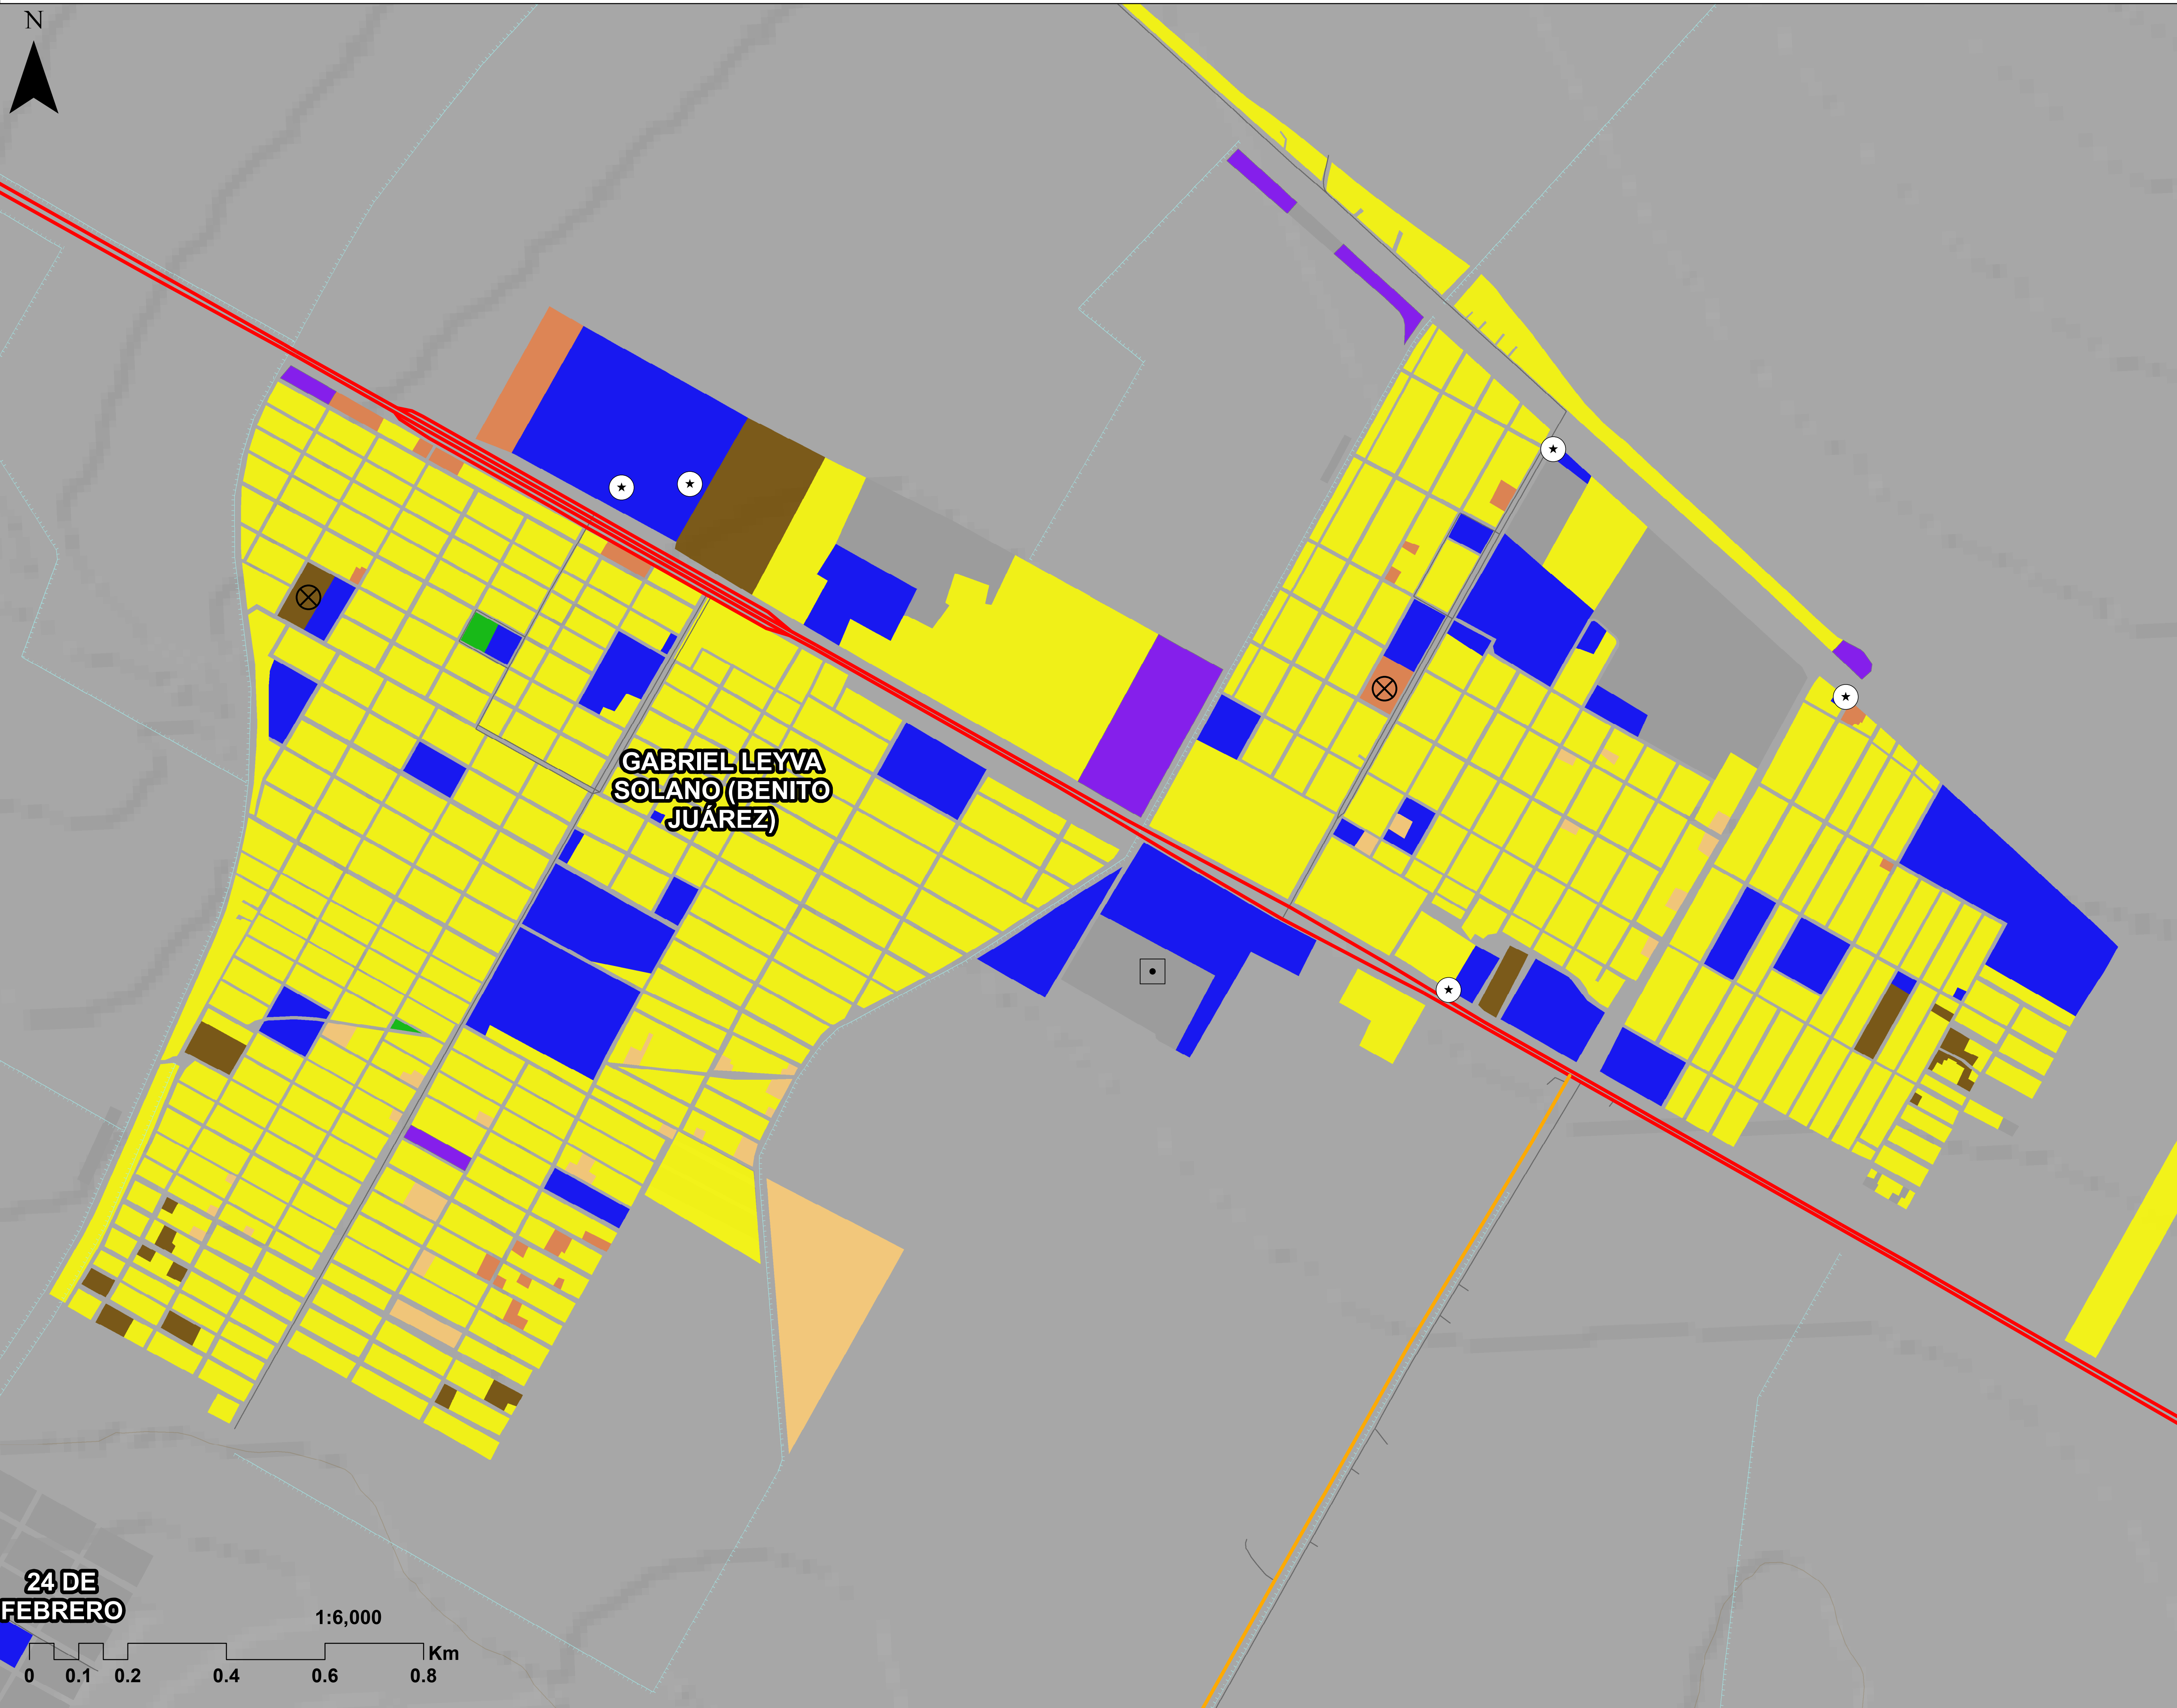 N
GABRIEL LEYVA
SOLANO (BENITO
JUÁREZ)
24 DE
FEBRERO
1:6,000
Km
0 0.1 0.2 0.4 0.6 0.8